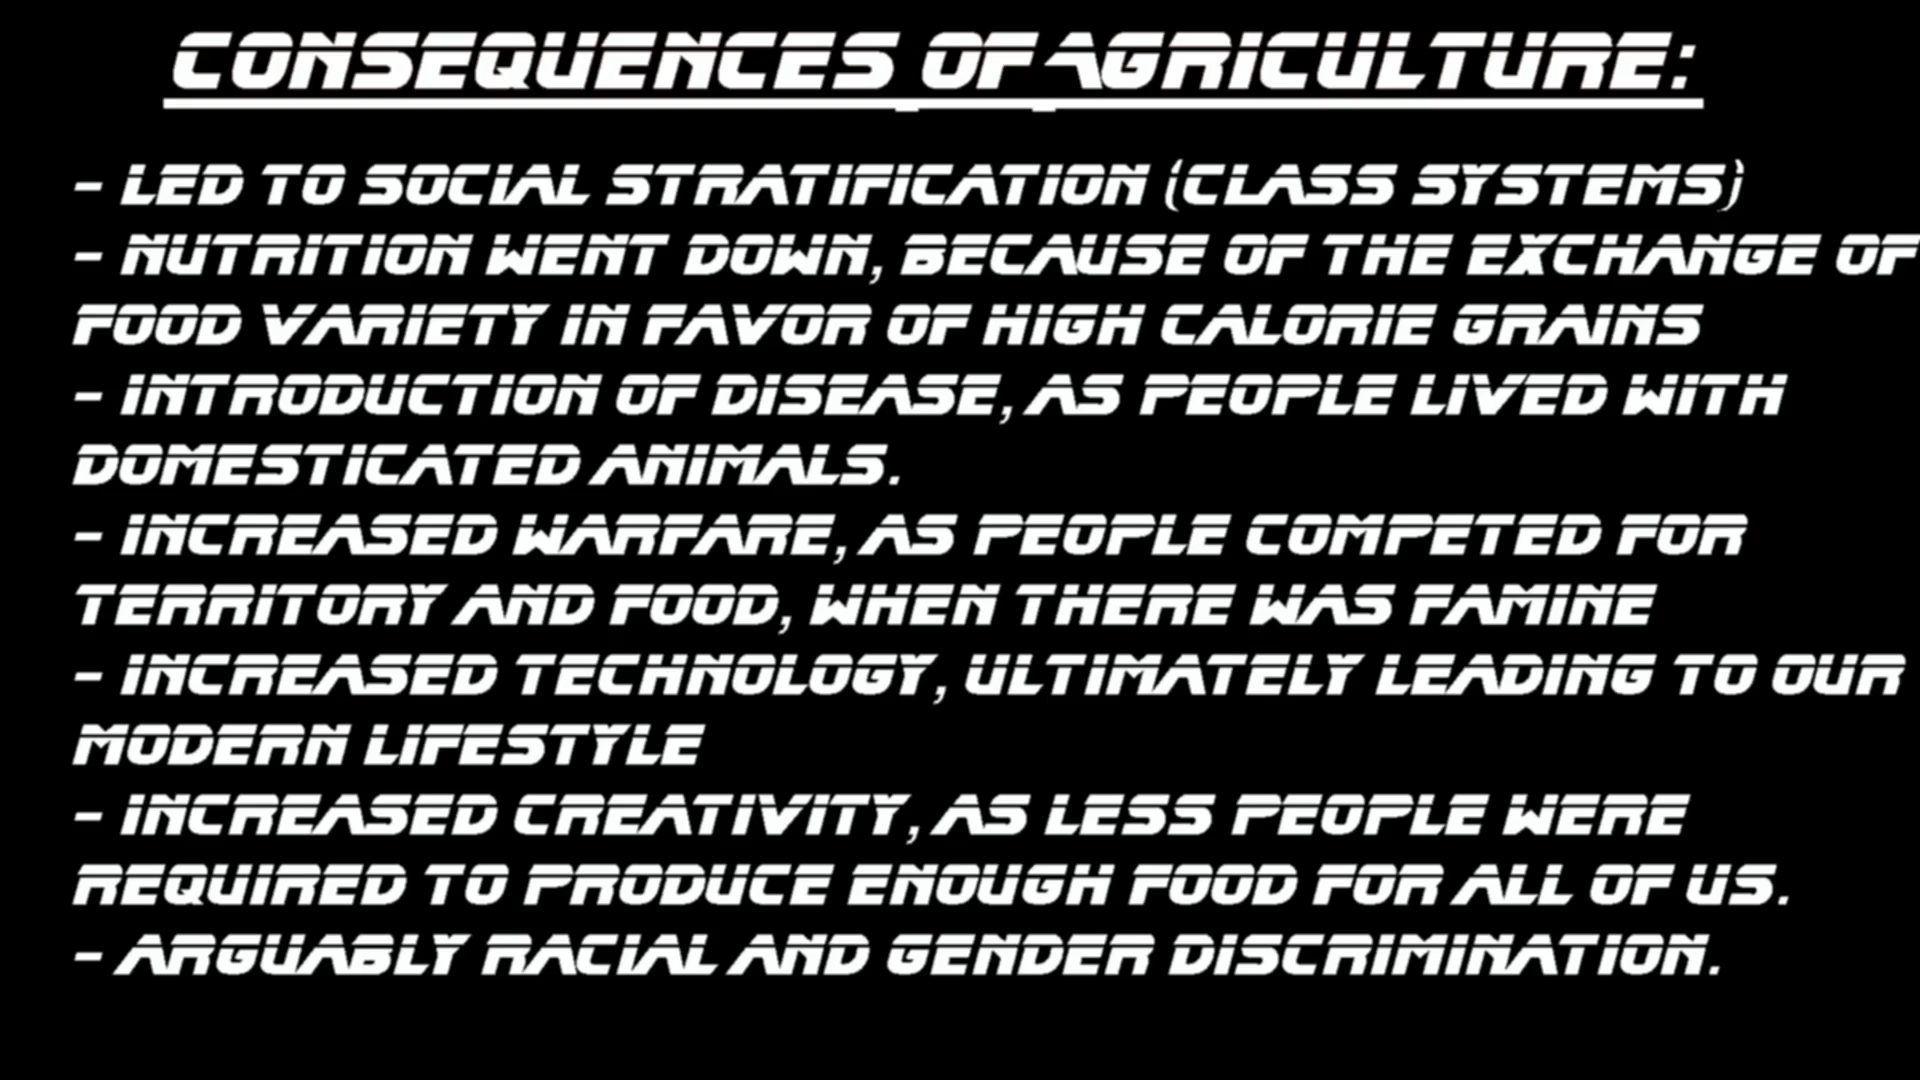 CONSEQUENCES OF AGRICULTURE:
- LED TO SOCIAL STRATIFICATION (CLASS SYSTEMS)
- NUTRITION WENT DOWN, BECAUSE OF THE EXCHANGE OF
FOOD VARIETY IN FAVOR OF HIGH CALORIE GRAINS
- INTRODUCTION OF DISEASE, AS PEOPLE LIVED WITH
DOMESTICATED ANIMALS.
- INCREASED WARFARE, AS PEOPLE COMPETED FOR
TERRITORY AND FOOD, WHEN THERE WAS FAMINE
- INCREASED TECHNOLOGY, ULTIMATELY LEADING TO OUR
MODERN LIFESTYLE
- INCREASED CREATIVITY, AS LESS PEOPLE WERE
REQUIRED TO PRODUCE ENOUGH FOOD FOR ALL OF US.
- ARGUABLY RACIAL AND GENDER DISCRIMINATION.